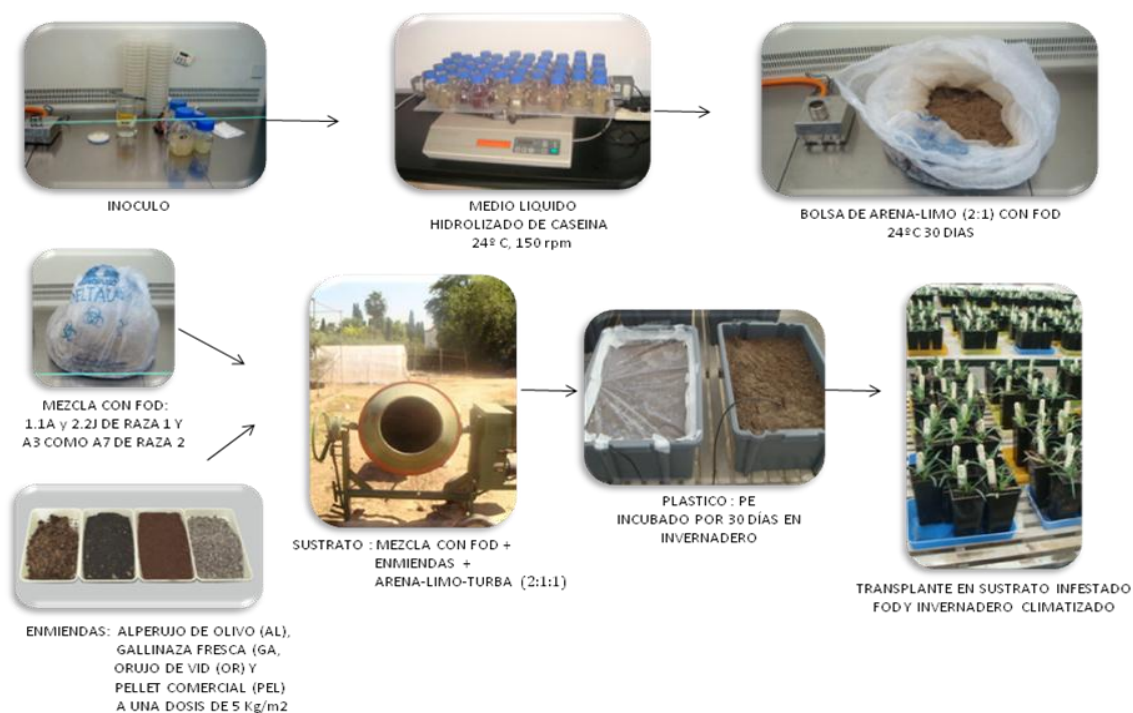 INOCULO
MEDIO LIQUIDO
HIDROLIZADO DE CASEINA
24º C, 150 rpm
BOLSA DE ARENA-LIMO (2:1) CON FOD
24ºC 30 DIAS
MEZCLA CON FOD:
1.1A y 2.2J DE RAZA 1 Y
A3 COMO A7 DE RAZA 2
SUSTRATO : MEZCLA CON FOD +
ENMIENDAS +
ARENA-LIMO-TURBA (2:1:1)
PLASTICO : PE
INCUBADO POR 30 DÍAS EN
INVERNADERO
TRANSPLANTE EN SUSTRATO INFESTADO
FOD Y INVERNADERO CLIMATIZADO
ENMIENDAS: ALPERUJO DE OLIVO (AL),
GALLINAZA FRESCA (GA,
ORUJO DE VID (OR) Y
PELLET COMERCIAL (PEL)
A UNA DOSIS DE 5 Kg/m2